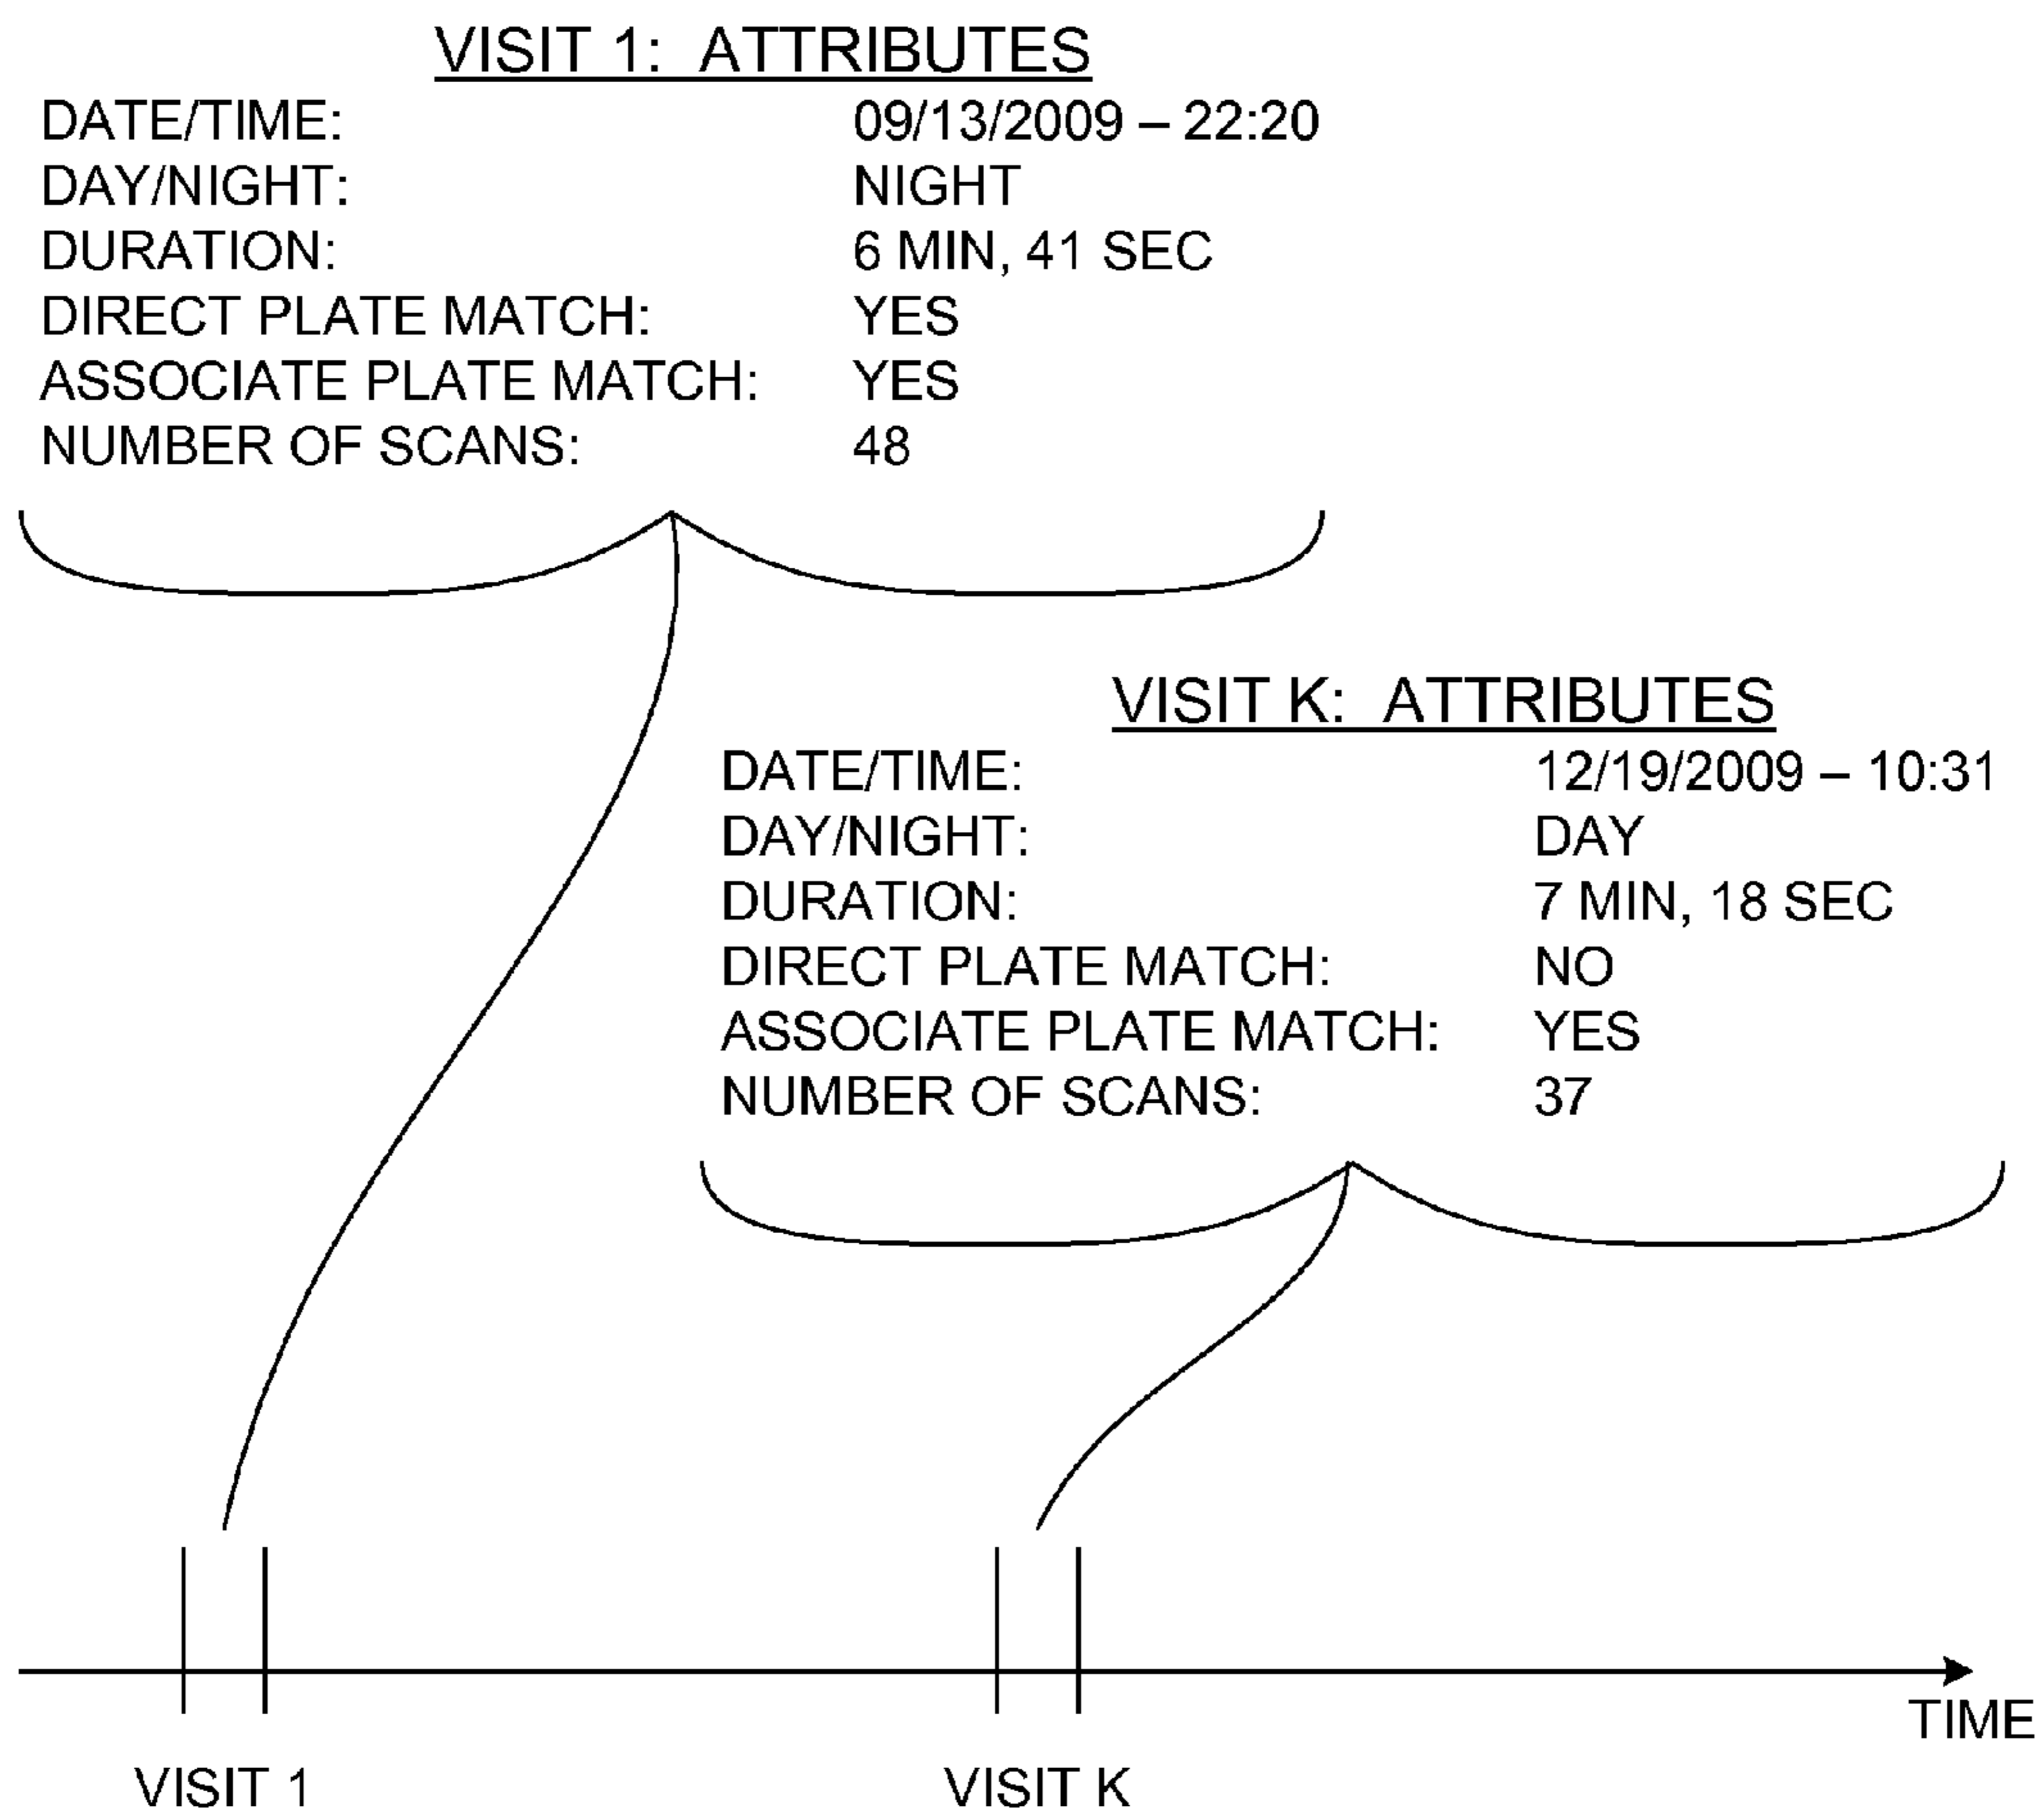 VISIT 1: ATTRIBUTES
DATE/TIME: 09/13/2009 – 22:20
DAY/NIGHT: NIGHT
DURATION: 6 MIN, 41 SEC
DIRECT PLATE MATCH: YES
ASSOCIATE PLATE MATCH: YES
NUMBER OF SCANS: 48
VISIT K: ATTRIBUTES
DATE/TIME: 12/19/2009 – 10:31
DAY/NIGHT: DAY
DURATION: 7 MIN, 18 SEC
DIRECT PLATE MATCH: NO
ASSOCIATE PLATE MATCH: YES
NUMBER OF SCANS: 37
TIME
VISIT 1 VISIT K